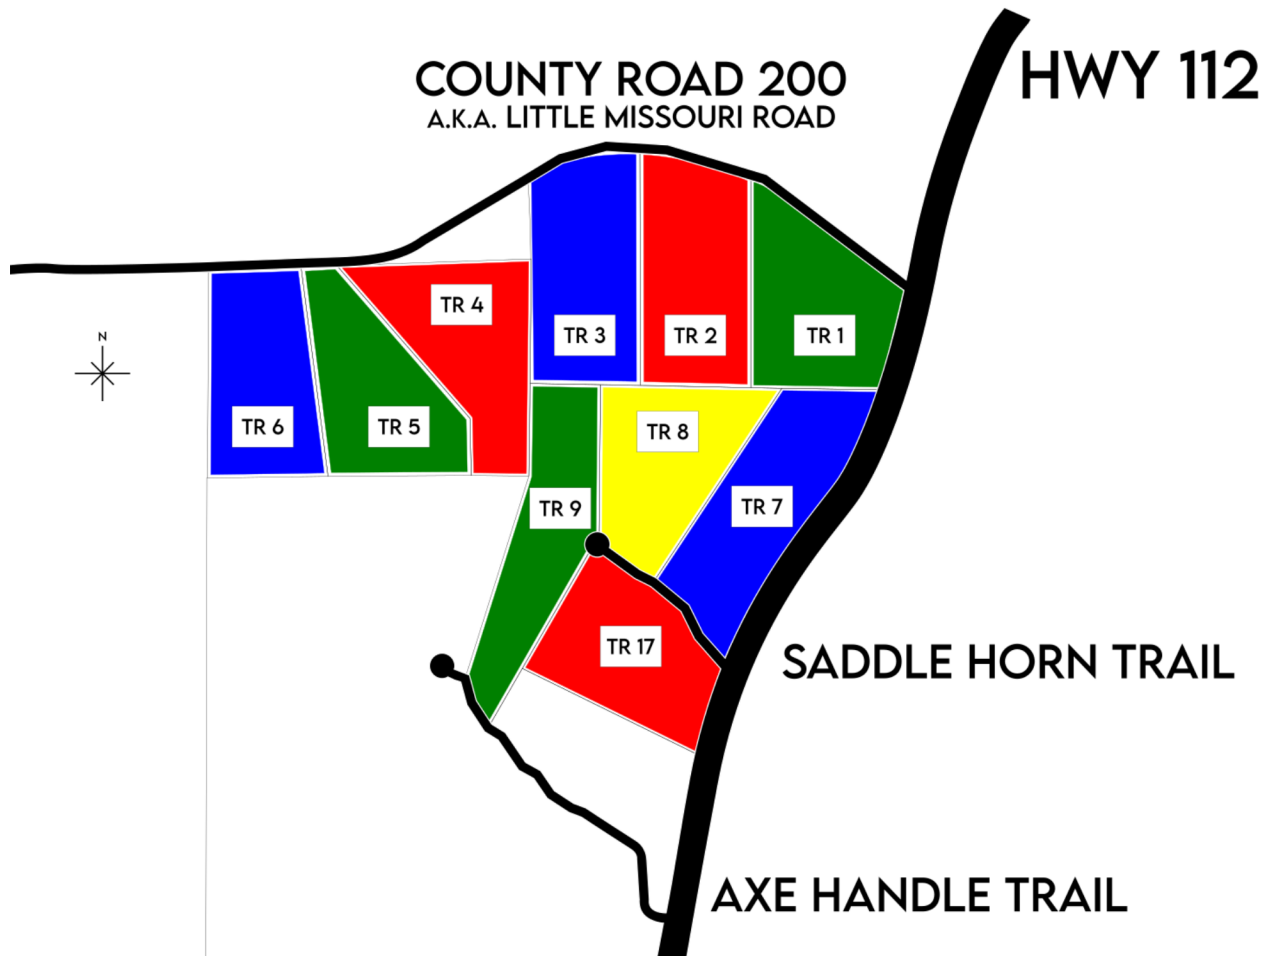 COUNTY ROAD 200
A.K.A. LITTLE MISSOURI ROAD
HWY 112
TR 4
TR 3
TR 2
TR 1
N
TR 6
TR 5
TR 8
TR 9
TR 7
TR 17
SADDLE HORN TRAIL
AXE HANDLE TRAIL